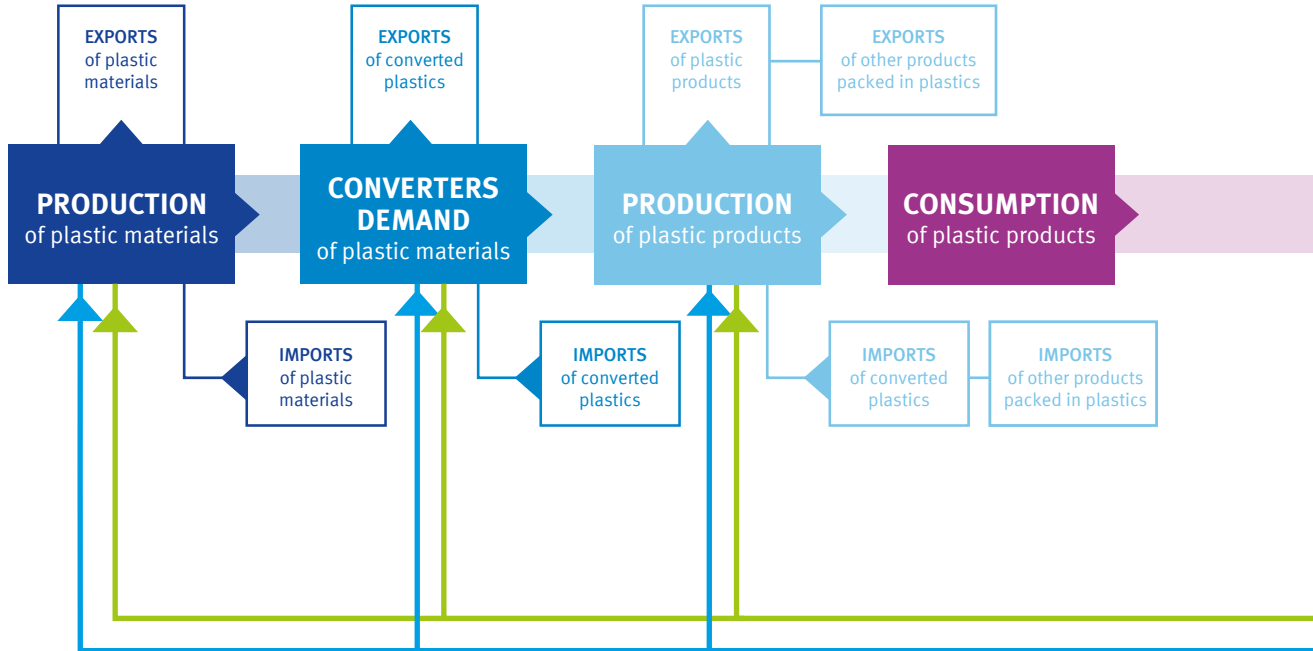 EXPORTS
of plastic
materials
EXPORTS
of converted
plastics
EXPORTS
of plastic
products
EXPORTS
of other products
packed in plastics
PRODUCTION
of plastic materials
CONVERTERS
DEMAND
of plastic materials
PRODUCTION
of plastic products
CONSUMPTION
of plastic products
IMPORTS
of plastic
materials
IMPORTS
of converted
plastics
IMPORTS
of converted
plastics
IMPORTS
of other products
packed in plastics